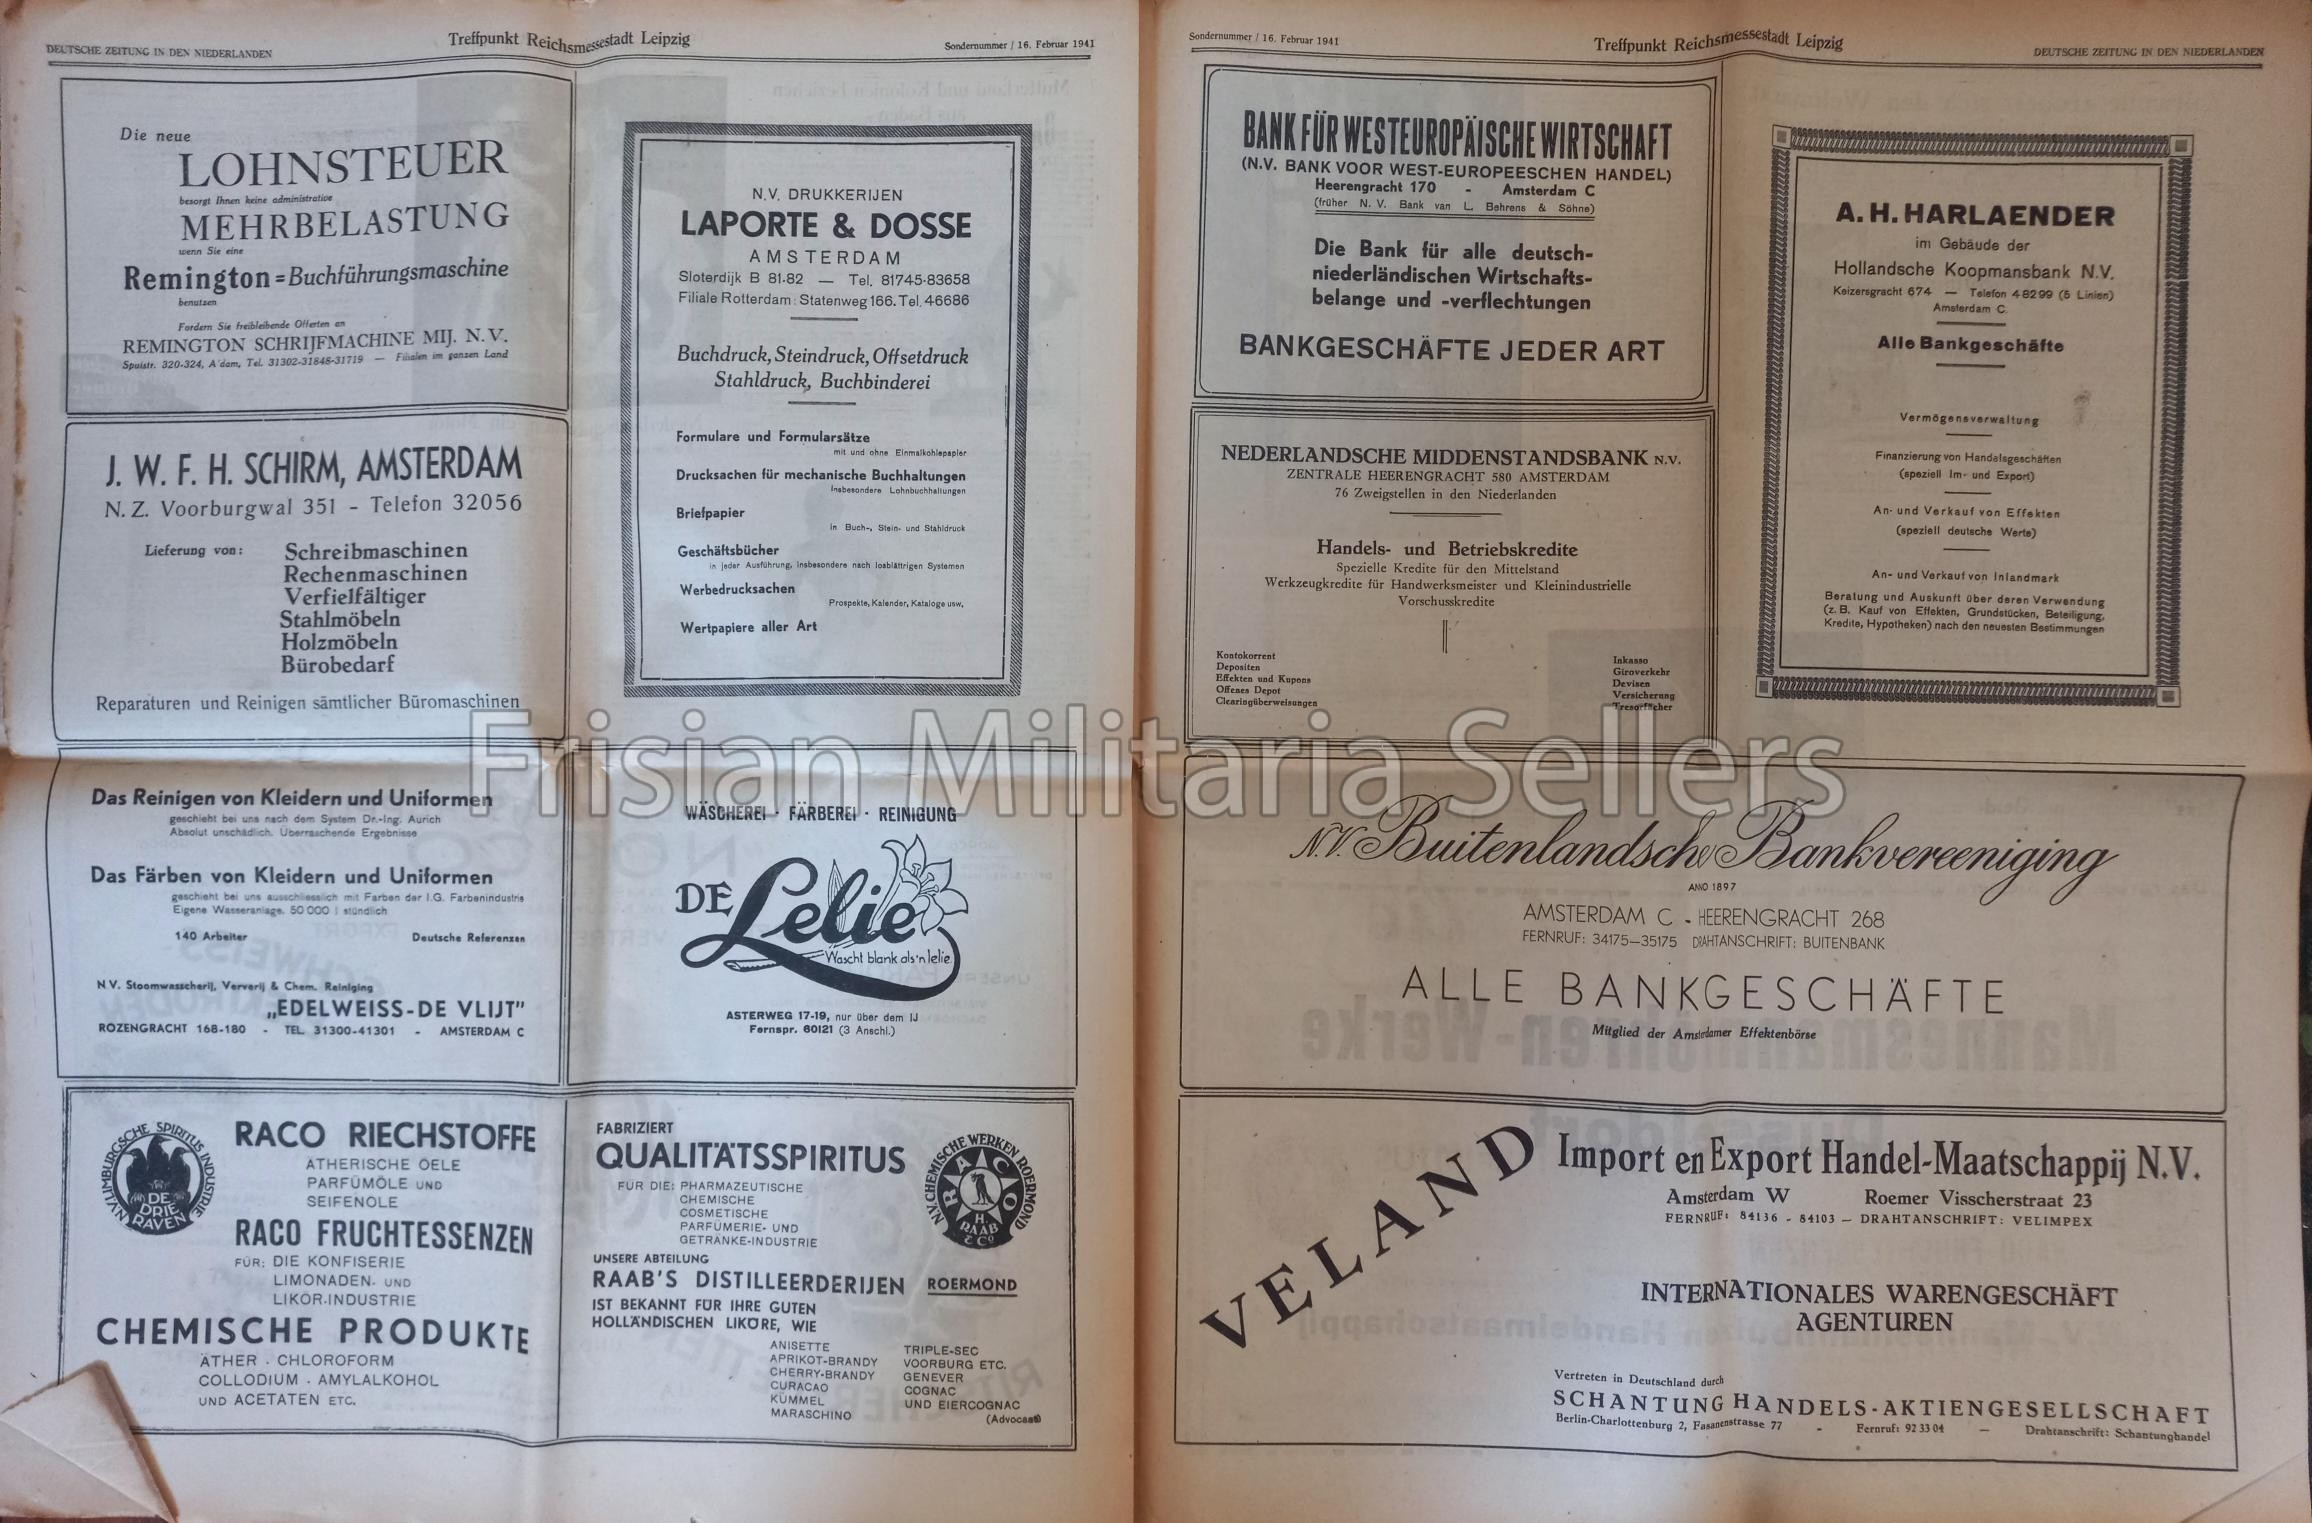 DEUTSCHE ZEITUNG IN DEN NIEDERLANDEN
Treffpunkt Reichsmessestadt Leipzig
Sondernummer / 16. Februar 1941
Die neue
LOHNSTEUER
besorgt Ihnen keine administrative
MEHRBELASTUNG
wenn Sie eine
Remington=Buchführungsmaschine
benutzen
Fordern Sie freibleibende Offerten an
REMINGTON SCHRIJFMACHINE MIJ. N.V.
Spuistr. 320-324, A'dam, Tel. 31302-31848-31719 — Filialen im ganzen Land
J. W. F. H. SCHIRM, AMSTERDAM
N. Z. Voorburgwal 351 - Telefon 32056
Lieferung von: Schreibmaschinen
Rechenmaschinen
Verfielfältiger
Stahlmöbeln
Holzmöbeln
Bürobedarf
Reparaturen und Reinigen sämtlicher Büromaschinen
N.V. DRUKKERIJEN
LAPORTE & DOSSE
AMSTERDAM
Sloterdijk B 81-82 — Tel. 81745-83658
Filiale Rotterdam: Statenweg 166. Tel. 46686
Buchdruck, Steindruck, Offsetdruck
Stahldruck, Buchbinderei
Formulare und Formularsätze
mit und ohne Einmalkohlepapier
Drucksachen für mechanische Buchhaltungen
Insbesondere Lohnbuchhaltungen
Briefpapier
in Buch-, Stein- und Stahldruck
Geschäftsbücher
in jeder Ausführung, insbesondere nach losblättrigen Systemen
Werbedrucksachen
Prospekte, Kalender, Kataloge usw.
Wertpapiere aller Art
Das Reinigen von Kleidern und Uniformen
geschieht bei uns nach dem System Dr.-Ing. Aurich
Absolut unschädlich. Überraschende Ergebnisse
Das Färben von Kleidern und Uniformen
geschieht bei uns ausschliesslich mit Farben der I.G. Farbenindustrie
Eigene Wasseranlage. 50 000 l stündlich
140 Arbeiter Deutsche Referenzen
N.V. Stoomwasscherij, Ververij & Chem. Reiniging
„EDELWEISS-DE VLIJT"
ROZENGRACHT 168-180 - TEL. 31300-41301 - AMSTERDAM C
WÄSCHEREI · FÄRBEREI · REINIGUNG
DE Lelie
Wascht blank als'n lelie
ASTERWEG 17-19, nur über dem IJ
Fernspr. 60121 (3 Anschl.)
N.V. LIMBURGSCHE SPIRITUS INDUSTRIE
DE DRIE RAVEN
RACO RIECHSTOFFE
ÄTHERISCHE OELE
PARFÜMÖLE UND
SEIFENOLE
RACO FRUCHTESSENZEN
FÜR: DIE KONFISERIE
LIMONADEN- UND
LIKÖR-INDUSTRIE
CHEMISCHE PRODUKTE
ÄTHER · CHLOROFORM
COLLODIUM · AMYLALKOHOL
UND ACETATEN ETC.
FABRIZIERT
QUALITÄTSSPIRITUS
FÜR DIE: PHARMAZEUTISCHE
CHEMISCHE
COSMETISCHE
PARFÜMERIE- UND
GETRÄNKE-INDUSTRIE
N.V. CHEMISCHE WERKEN ROERMOND
RACO
H. RAAB & Co
UNSERE ABTEILUNG
RAAB'S DISTILLEERDERIJEN ROERMOND
IST BEKANNT FÜR IHRE GUTEN
HOLLÄNDISCHEN LIKÖRE, WIE
ANISETTE
APRIKOT-BRANDY
CHERRY-BRANDY
CURACAO
KÜMMEL
MARASCHINO
TRIPLE-SEC
VOORBURG ETC.
GENEVER
COGNAC
UND EIERCOGNAC
(Advocaat)
Sondernummer / 16. Februar 1941
Treffpunkt Reichsmessestadt Leipzig
DEUTSCHE ZEITUNG IN DEN NIEDERLANDEN
BANK FÜR WESTEUROPÄISCHE WIRTSCHAFT
(N.V. BANK VOOR WEST-EUROPEESCHEN HANDEL)
Heerengracht 170 - Amsterdam C
(früher N. V. Bank van L. Behrens & Söhne)
Die Bank für alle deutsch-
niederländischen Wirtschafts-
belange und -verflechtungen
BANKGESCHÄFTE JEDER ART
NEDERLANDSCHE MIDDENSTANDSBANK N.V.
ZENTRALE HEERENGRACHT 580 AMSTERDAM
76 Zweigstellen in den Niederlanden
Handels- und Betriebskredite
Spezielle Kredite für den Mittelstand
Werkzeugkredite für Handwerksmeister und Kleinindustrielle
Vorschusskredite
Kontokorrent
Depositen
Effekten und Kupons
Offenes Depot
Clearingüberweisungen
Inkasso
Giroverkehr
Devisen
Versicherung
Tresorfächer
A. H. HARLAENDER
im Gebäude der
Hollandsche Koopmansbank N.V.
Keizersgracht 674 — Telefon 48299 (5 Linien)
Amsterdam C.
Alle Bankgeschäfte
Vermögensverwaltung
Finanzierung von Handelsgeschäften
(speziell Im- und Export)
An- und Verkauf von Effekten
(speziell deutsche Werte)
An- und Verkauf von Inlandmark
Beratung und Auskunft über deren Verwendung
(z. B. Kauf von Effekten, Grundstücken, Beteiligung,
Kredite, Hypotheken) nach den neuesten Bestimmungen
N.V. Buitenlandsche Bankvereeniging
ANNO 1897
AMSTERDAM C - HEERENGRACHT 268
FERNRUF: 34175—35175 DRAHTANSCHRIFT: BUITENBANK
ALLE BANKGESCHÄFTE
Mitglied der Amsterdamer Effektenbörse
VELAND
Import en Export Handel-Maatschappij N.V.
Amsterdam W Roemer Visscherstraat 23
FERNRUF: 84136 - 84103 — DRAHTANSCHRIFT: VELIMPEX
INTERNATIONALES WARENGESCHÄFT
AGENTUREN
Vertreten in Deutschland durch
SCHANTUNG HANDELS-AKTIENGESELLSCHAFT
Berlin-Charlottenburg 2, Fasanenstrasse 77 - Fernruf: 92 33 04 — Drahtanschrift: Schantunghandel
Frisian Militaria Sellers